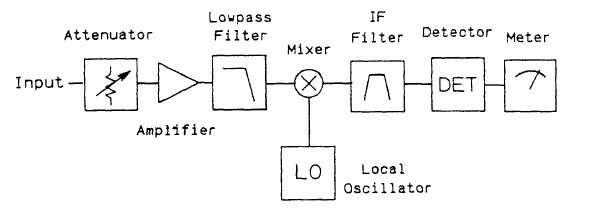 Attenuator
Lowpass
Filter
Mixer
IF
Filter
Detector
Meter
Input
DET
Amplifier
LO
Local
Oscillator